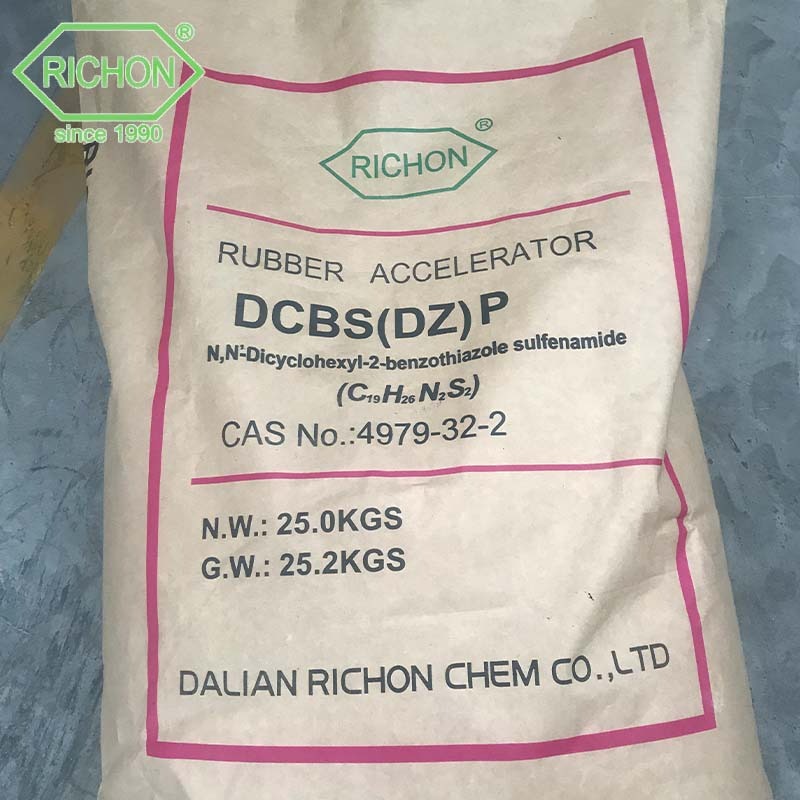 RICHON®
since 1990
RICHON®
RUBBER ACCELERATOR
DCBS(DZ) P
N,N'-Dicyclohexyl-2-benzothiazole sulfenamide
(C₁₉H₂₆N₂S₂)
CAS No.:4979-32-2
N.W.: 25.0KGS
G.W.: 25.2KGS
DALIAN RICHON CHEM CO.,LTD